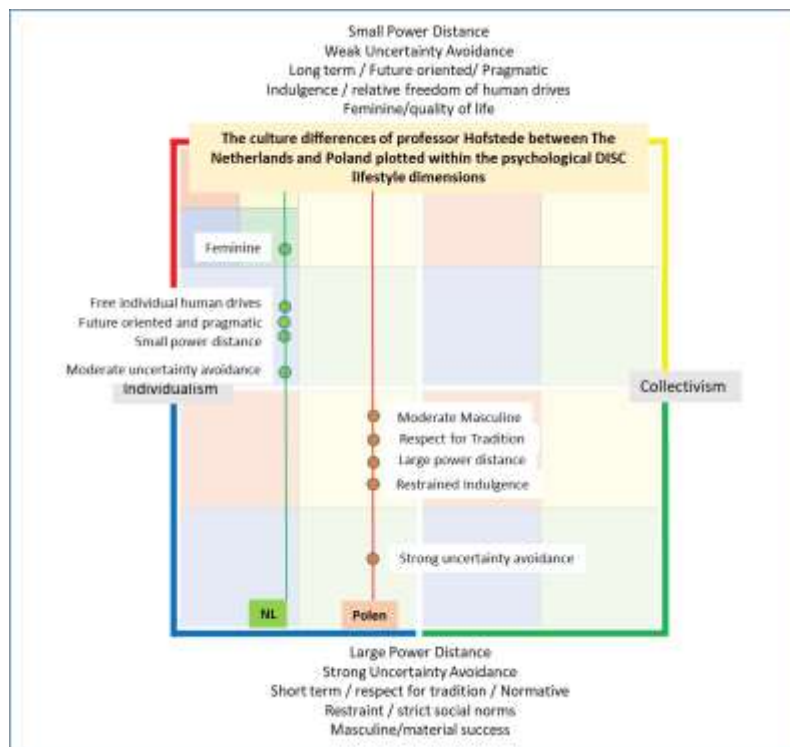 Small Power Distance
Weak Uncertainty Avoidance
Long term / Future oriented/ Pragmatic
Indulgence / relative freedom of human drives
Feminine/quality of life
The culture differences of professor Hofstede between The
Netherlands and Poland plotted within the psychological DISC
lifestyle dimensions
Feminine
Free individual human drives
Future oriented and pragmatic
Small power distance
Moderate uncertainty avoidance
Individualism
Collectivism
Moderate Masculine
Respect for Tradition
Large power distance
Restrained Indulgence
Strong uncertainty avoidance
NL
Polen
Large Power Distance
Strong Uncertainty Avoidance
Short term / respect for tradition / Normative
Restraint / strict social norms
Masculine/material success